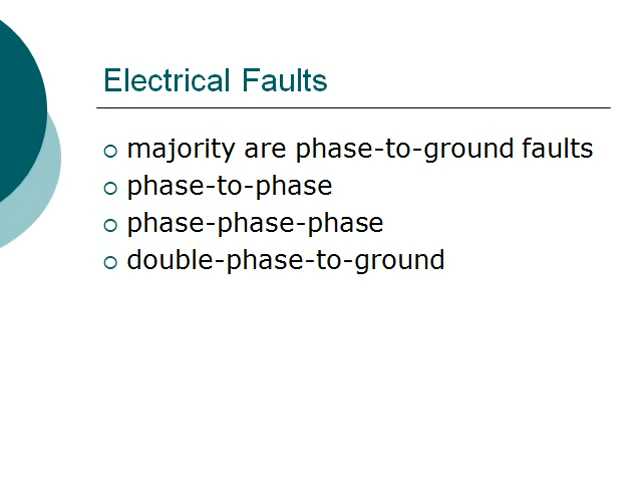 Electrical Faults
majority are phase-to-ground faults
phase-to-phase
phase-phase-phase
double-phase-to-ground